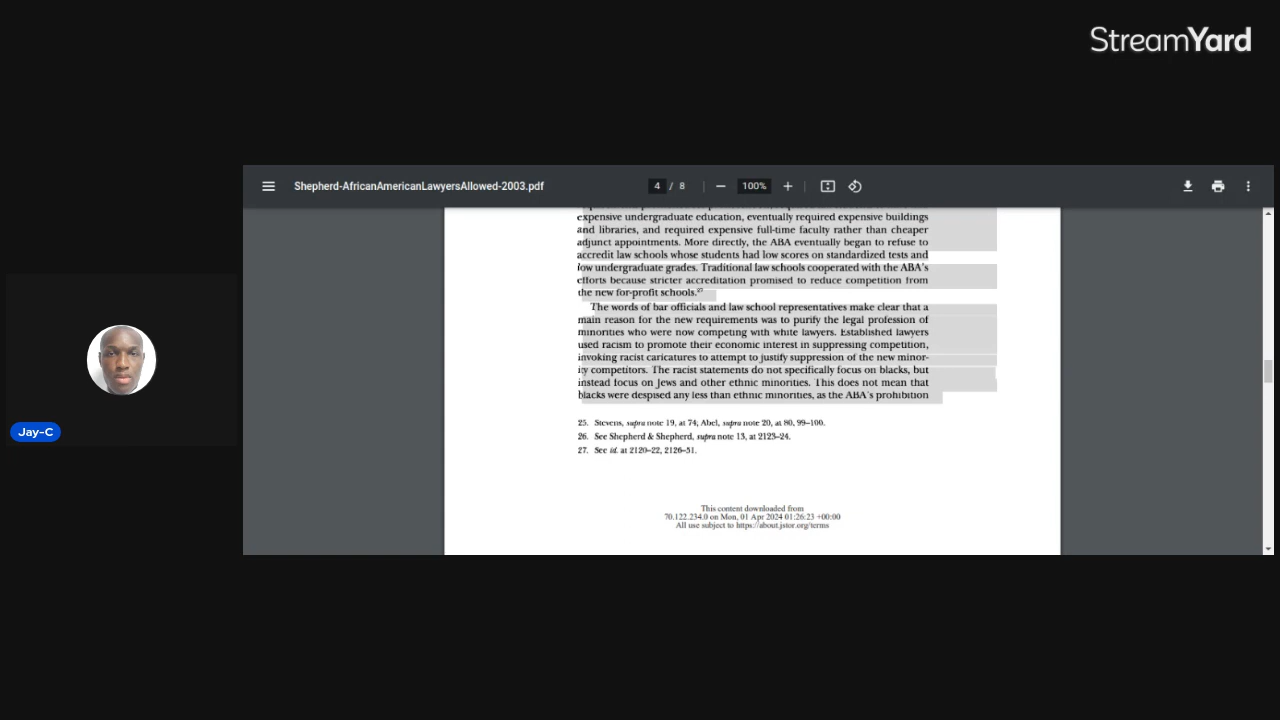 StreamYard
Shepherd-AfricanAmericanLawyersAllowed-2003.pdf
4 / 8
100%
expensive undergraduate education, eventually required expensive buildings
and libraries, and required expensive full-time faculty rather than cheaper
adjunct appointments. More directly, the ABA eventually began to refuse to
accredit law schools whose students had low scores on standardized tests and
low undergraduate grades. Traditional law schools cooperated with the ABA's
efforts because stricter accreditation promised to reduce competition from
the new for-profit schools.27
The words of bar officials and law school representatives make clear that a
main reason for the new requirements was to purify the legal profession of
minorities who were now competing with white lawyers. Established lawyers
used racism to promote their economic interest in suppressing competition,
invoking racist caricatures to attempt to justify suppression of the new minor-
ity competitors. The racist statements do not specifically focus on blacks, but
instead focus on Jews and other ethnic minorities. This does not mean that
blacks were despised any less than ethnic minorities, as the ABA's prohibition
25. Stevens, supra note 19, at 74; Abel, supra note 20, at 80, 99–100.
26. See Shepherd & Shepherd, supra note 13, at 2123–24.
27. See id. at 2120–22, 2126–51.
This content downloaded from
70.122.234.0 on Mon, 01 Apr 2024 01:26:23 +00:00
All use subject to https://about.jstor.org/terms
Jay-C